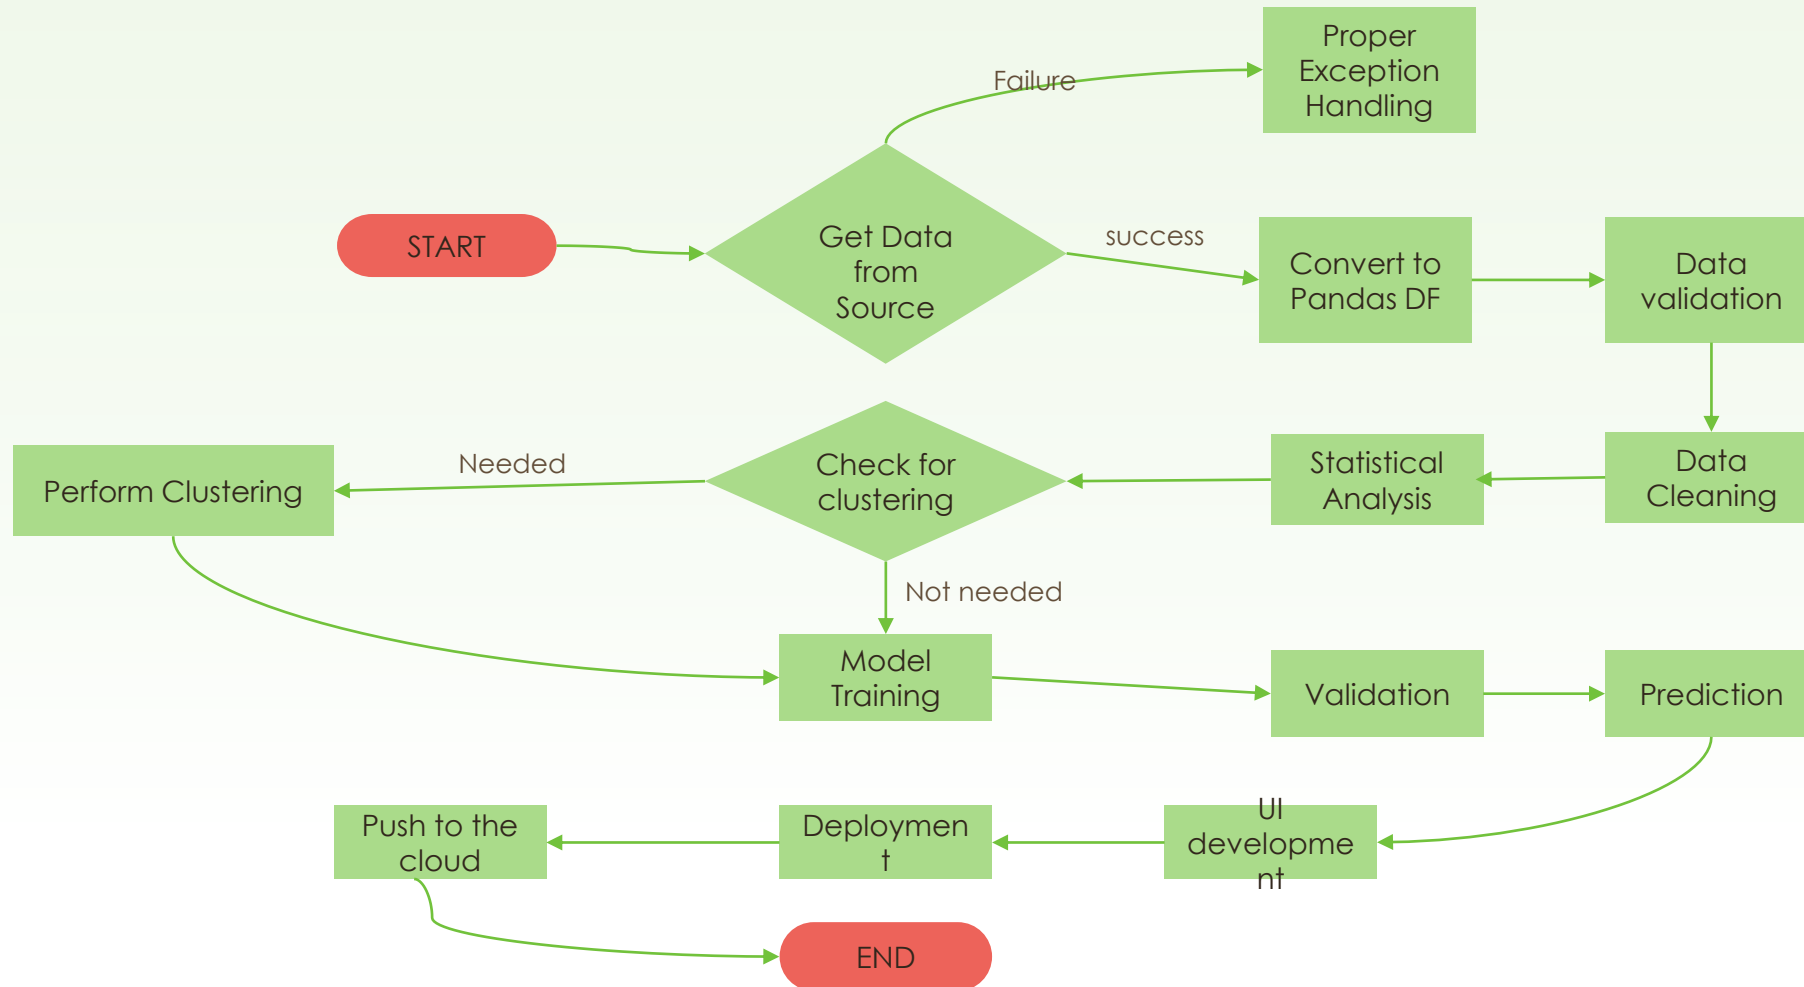 Proper
Exception
Handling
Failure
START
Get Data
from
Source
success
Convert to
Pandas DF
Data
validation
Perform Clustering
Needed
Check for
clustering
Statistical
Analysis
Data
Cleaning
Not needed
Model
Training
Validation
Prediction
Push to the
cloud
Deploymen
t
UI
developme
nt
END